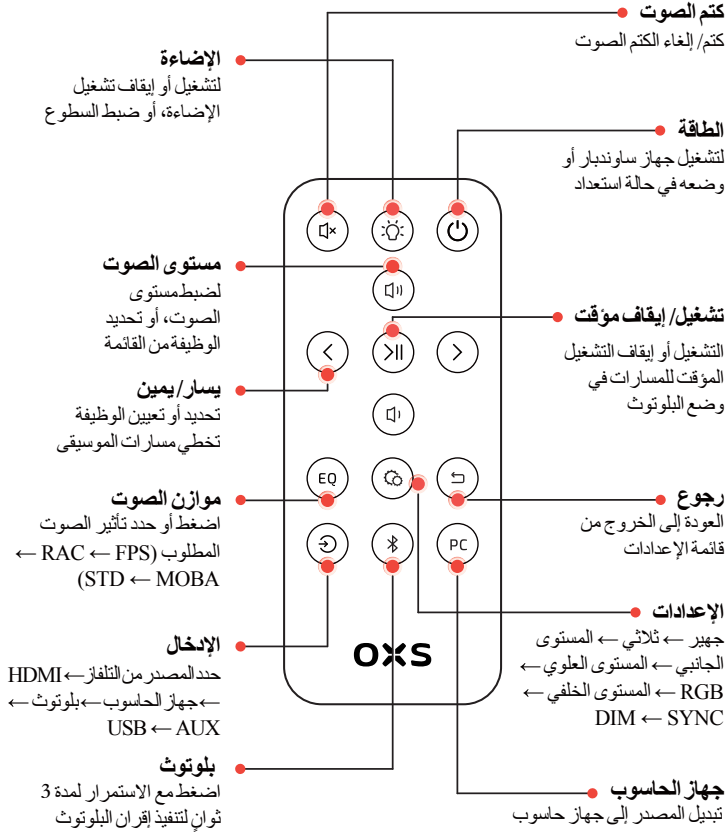 كتم الصوت
كتم/ إلغاء الكتم الصوت
الإضاءة
لتشغيل أو إيقاف تشغيل
الإضاءة، أو ضبط السطوع
الطاقة
لتشغيل جهاز ساوندبار أو
وضعه في حالة استعداد
مستوى الصوت
لضبط مستوى
الصوت، أو تحديد
الوظيفة من القائمة
تشغيل/ إيقاف مؤقت
التشغيل أو إيقاف التشغيل
المؤقت للمسارات في
وضع البلوتوث
يسار/ يمين
تحديد أو تعيين الوظيفة
تخطي مسارات الموسيقى
موازن الصوت
اضغط أو حدد تأثير الصوت
المطلوب (RAC ← FPS ←
STD ← MOBA)
رجوع
العودة إلى الخروج من
قائمة الإعدادات
EQ
PC
OXS
الإدخال
حدد المصدر من التلفاز ← HDMI
← جهاز الحاسوب ← بلوتوث ←
USB ← AUX
الإعدادات
جهير ← ثلاثي ← المستوى
الجانبي ← المستوى العلوي ←
RGB ← المستوى الخلفي ←
DIM ← SYNC
بلوتوث
اضغط مع الاستمرار لمدة 3
ثوانٍ لتنفيذ إقران البلوتوث
جهاز الحاسوب
تبديل المصدر إلى جهاز حاسوب